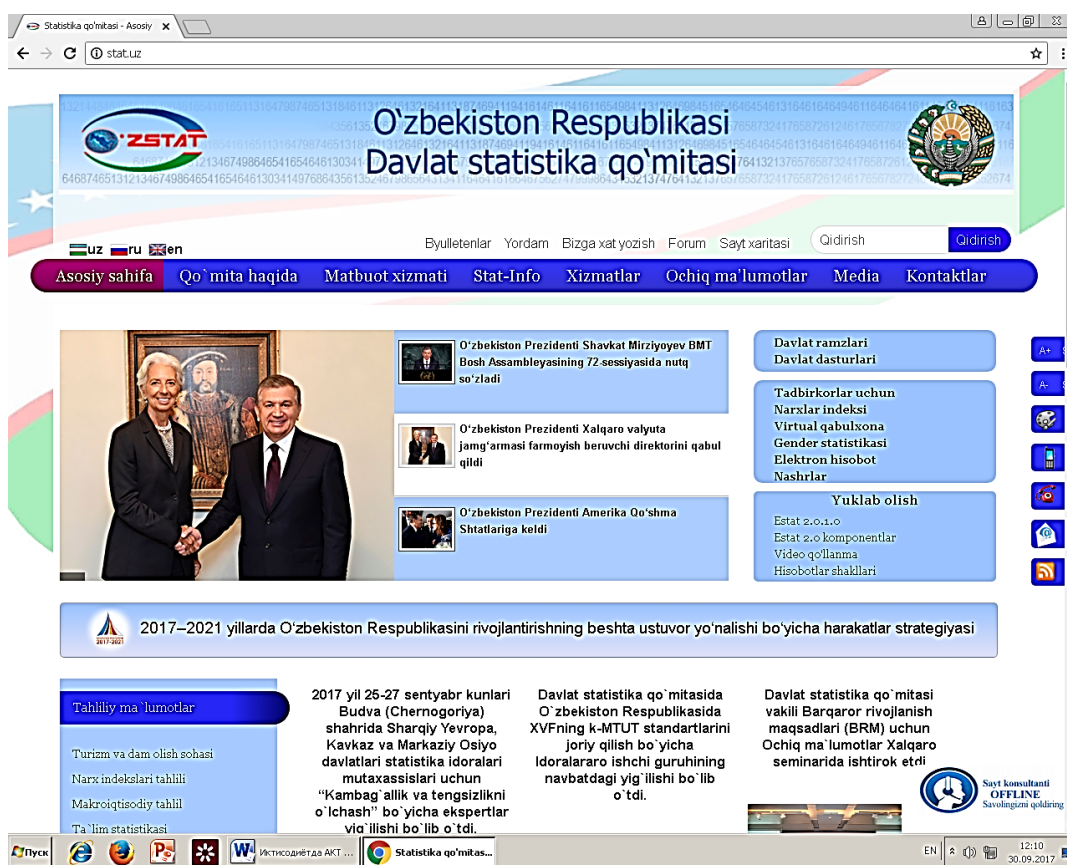 Statistika qo'mitasi - Asosiy
stat.uz
O'ZSTAT
O'zbekiston Respublikasi
Davlat statistika qo`mitasi
uz ru en
Byulletenlar Yordam Bizga xat yozish Forum Sayt xaritasi Qidirish Qidirish
Asosiy sahifa Qo`mita haqida Matbuot xizmati Stat-Info Xizmatlar Ochiq ma'lumotlar Media Kontaktlar
O‘zbekiston Prezidenti Shavkat Mirziyoyev BMT
Bosh Assambleyasining 72-sessiyasida nutq
so‘zladi
O‘zbekiston Prezidenti Xalqaro valyuta
jamg‘armasi farmoyish beruvchi direktorini qabul
qildi
O‘zbekiston Prezidenti Amerika Qo‘shma
Shtatlariga keldi
Davlat ramzlari
Davlat dasturlari
Tadbirkorlar uchun
Narxlar indeksi
Virtual qabulxona
Gender statistikasi
Elektron hisobot
Nashrlar
Yuklab olish
Estat 2.0.1.0
Estat 2.0 komponentlar
Video qo'llanma
Hisobotlar shakllari
A+
A-
2017-2021
2017–2021 yillarda O‘zbekiston Respublikasini rivojlantirishning beshta ustuvor yo‘nalishi bo‘yicha harakatlar strategiyasi
Tahliliy ma`lumotlar
Turizm va dam olish sohasi
Narx indekslari tahlili
Makroiqtisodiy tahlil
Ta`lim statistikasi
2017 yil 25-27 sentyabr kunlari
Budva (Chernogoriya)
shahrida Sharqiy Yevropa,
Kavkaz va Markaziy Osiyo
davlatlari statistika idoralari
mutaxassislari uchun
“Kambag`allik va tengsizlikni
o`lchash” bo`yicha ekspertlar
yig`ilishi bo`lib o`tdi.
Davlat statistika qo`mitasida
O`zbekiston Respublikasida
XVFning k-MTUT standartlarini
joriy qilish bo`yicha
Idoralararo ishchi guruhining
navbatdagi yig`ilishi bo`lib
o`tdi.
Davlat statistika qo`mitasi
vakili Barqaror rivojlanish
maqsadlari (BRM) uchun
Ochiq ma`lumotlar Xalqaro
seminarida ishtirok etdi
Sayt konsultanti
OFFLINE
Savolingizni qoldiring
Пуск
Иктисодиётда АКТ ...
Statistika qo'mitas...
EN
12:10
30.09.2017